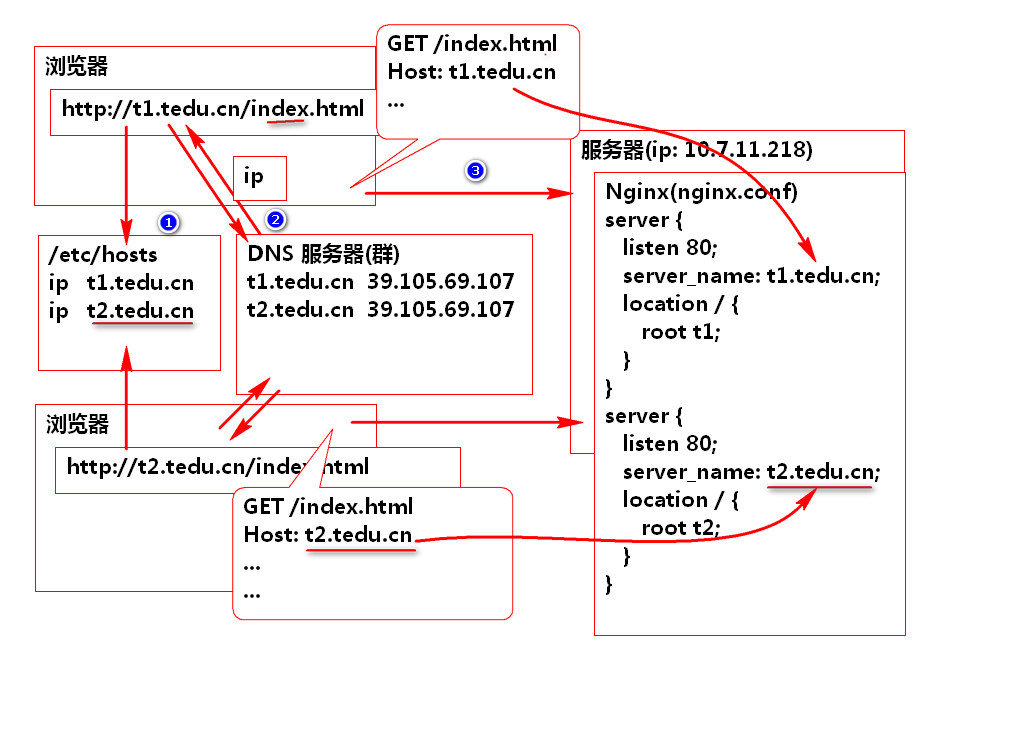 浏览器
http://t1.tedu.cn/index.html
GET /index.html
Host: t1.tedu.cn
...
ip
①
②
③
/etc/hosts
ip t1.tedu.cn
ip t2.tedu.cn
DNS 服务器(群)
t1.tedu.cn 39.105.69.107
t2.tedu.cn 39.105.69.107
服务器(ip: 10.7.11.218)
Nginx(nginx.conf)
server {
listen 80;
server_name: t1.tedu.cn;
location / {
root t1;
}
}
server {
listen 80;
server_name: t2.tedu.cn;
location / {
root t2;
}
}
浏览器
http://t2.tedu.cn/index.html
GET /index.html
Host: t2.tedu.cn
...
...